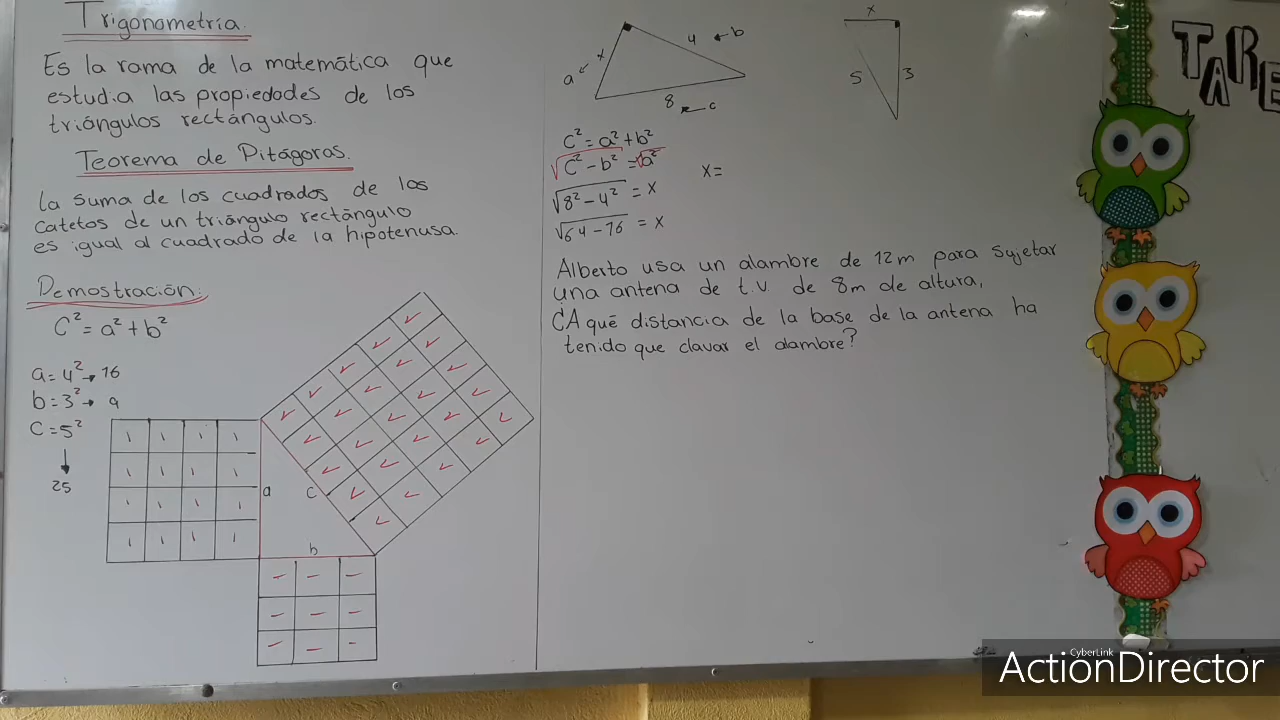 Trigonometría.
Es la rama de la matemática que
estudia las propiedades de los
triángulos rectángulos.
Teorema de Pitágoras.
La suma de los cuadrados de los
catetos de un triángulo rectángulo
es igual al cuadrado de la hipotenusa.
Demostración:
C² = a² + b²
a = 4² → 16
b = 3² → 9
C = 5²
↓
25
a
c
b
a ← x
4 ← b
8 ← c
C² = a² + b²
√C² - b² = √a²
√8² - 4² = x
√64 - 16 = x
x
5
3
x =
Alberto usa un alambre de 12m para sujetar
una antena de t.v. de 8m de altura,
¿A qué distancia de la base de la antena ha
tenido que clavar el alambre?
TARE
CyberLink
ActionDirector